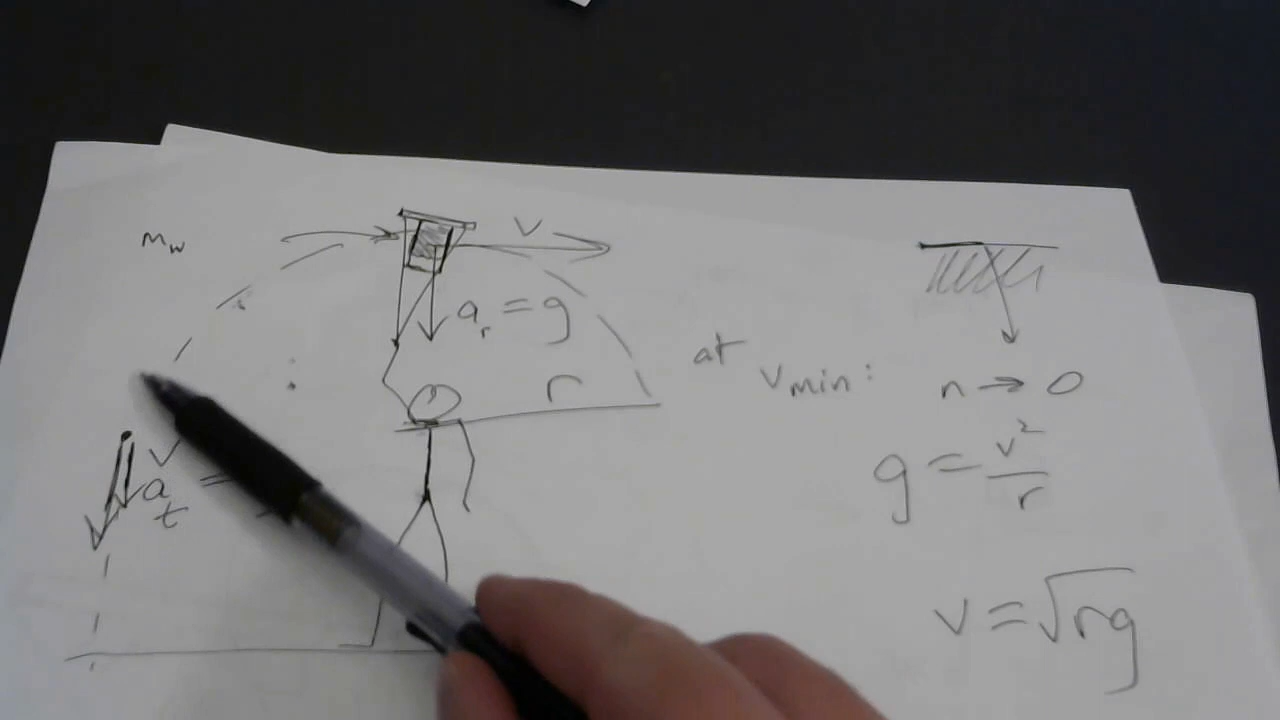 m_w
v
a_r = g
r
v
a_t =
at v_min:
n → 0
g = v²/r
v = √rg